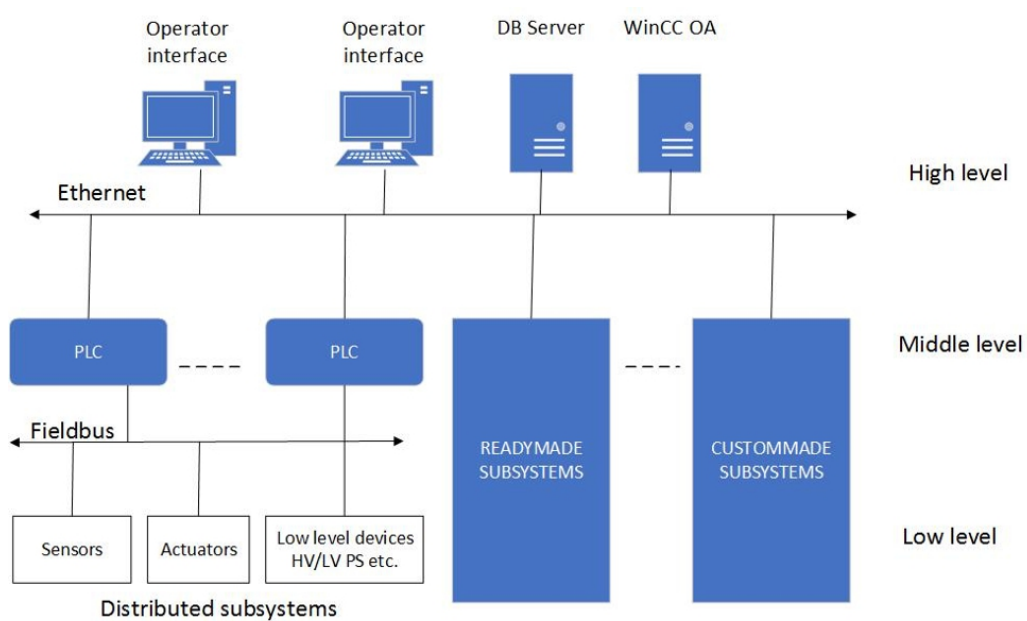 Operator
interface
Operator
interface
DB Server
WinCC OA
High level
Ethernet
PLC
PLC
Middle level
Fieldbus
READYMADE
SUBSYSTEMS
CUSTOMMADE
SUBSYSTEMS
Sensors
Actuators
Low level devices
HV/LV PS etc.
Low level
Distributed subsystems